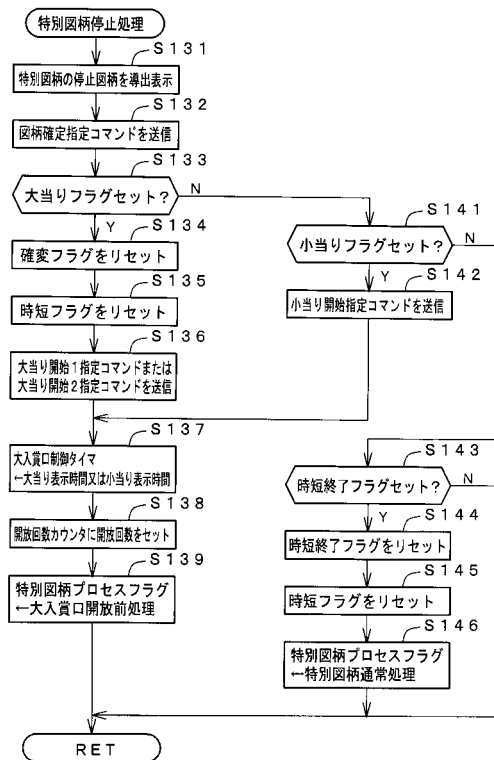 特別図柄停止処理
S131
特別図柄の停止図柄を導出表示
S132
図柄確定指定コマンドを送信
S133
大当りフラグセット?
N
Y
S134
確変フラグをリセット
S135
時短フラグをリセット
S136
大当り開始1指定コマンドまたは
大当り開始2指定コマンドを送信
S141
小当りフラグセット?
N
Y
S142
小当り開始指定コマンドを送信
S137
大入賞口制御タイマ
←大当り表示時間又は小当り表示時間
S138
開放回数カウンタに開放回数をセット
S139
特別図柄プロセスフラグ
←大入賞口開放前処理
S143
時短終了フラグセット?
N
Y
S144
時短終了フラグをリセット
S145
時短フラグをリセット
S146
特別図柄プロセスフラグ
←特別図柄通常処理
RET